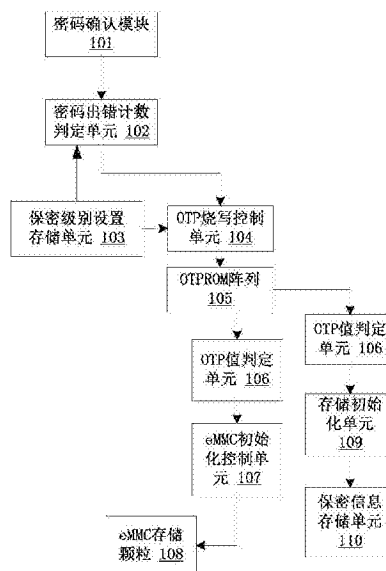 密码确认模块
101
密码出错计数
判定单元 102
保密级别设置
存储单元 103
OTP烧写控制
单元 104
OTPROM阵列
105
OTP值判定
单元 106
OTP值判定
单元 106
eMMC初始
化控制单
元 107
存储初始
化单元
109
eMMC存储
颗粒 108
保密信息
存储单元
110